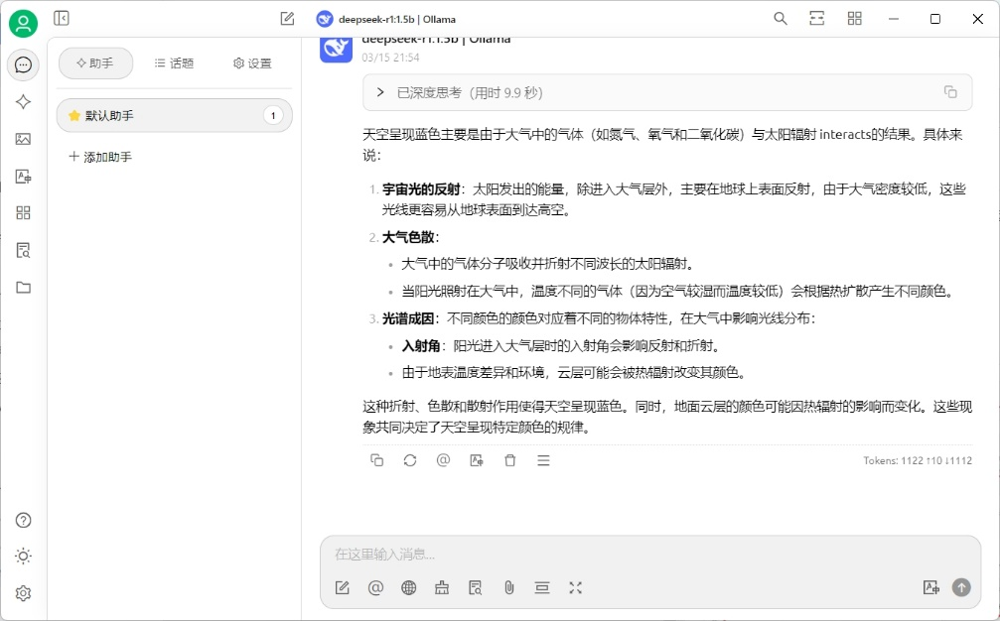 deepseek-r1:1.5b | Ollama
助手
话题
设置
默认助手
1
添加助手
deepseek-r1:1.5b | Ollama
03/15 21:54
已深度思考（用时 9.9 秒）
天空呈现蓝色主要是由于大气中的气体（如氮气、氧气和二氧化碳）与太阳辐射 interacts的结果。具体来
说：
1. 宇宙光的反射：太阳发出的能量，除进入大气层外，主要在地球上表面反射，由于大气密度较低，这些
光线更容易从地球表面到达高空。
2. 大气色散：
大气中的气体分子吸收并折射不同波长的太阳辐射。
当阳光照射在大气中，温度不同的气体（因为空气较湿而温度较低）会根据热扩散产生不同颜色。
3. 光谱成因：不同颜色的颜色对应着不同的物体特性，在大气中影响光线分布：
入射角：阳光进入大气层时的入射角会影响反射和折射。
由于地表温度差异和环境，云层可能会被热辐射改变其颜色。
这种折射、色散和散射作用使得天空呈现蓝色。同时，地面云层的颜色可能因热辐射的影响而变化。这些现
象共同决定了天空呈现特定颜色的规律。
Tokens: 1122 ↑10 ↓1112
在这里输入消息...